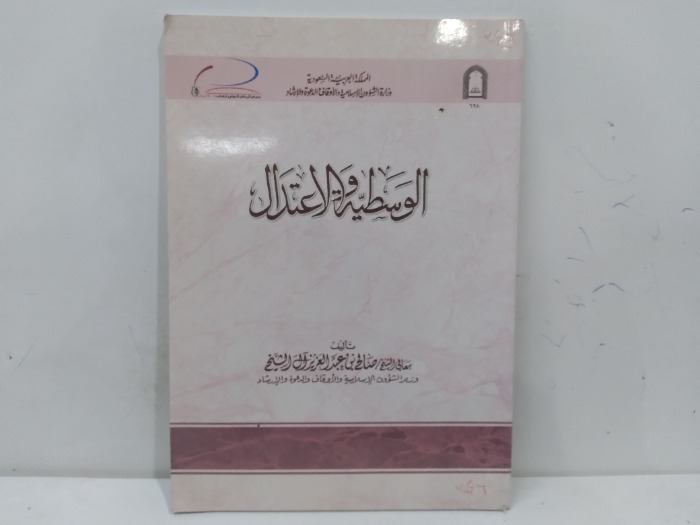 المملكة العربية السعودية
وزارة الشؤون الإسلامية والأوقاف والدعوة والإرشاد
٦٩٨
الوسطية والاعتدال
تأليف
معالي الشيخ / صالح بن عبد العزيز آل الشيخ
وزير الشؤون الإسلامية والأوقاف والدعوة والإرشاد